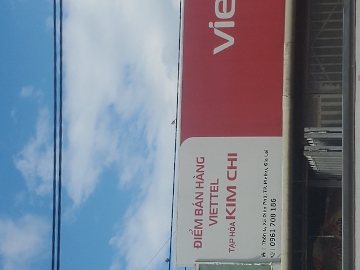 vie
ĐIỂM BÁN HÀNG
VIETTEL
TẠP HÓA KIM CHI
0961 708 186